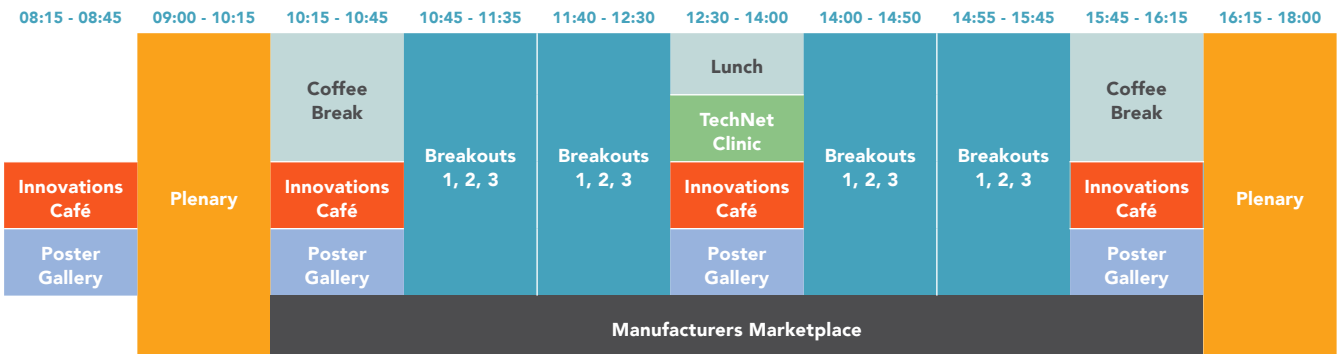 08:15 - 08:45
09:00 - 10:15
10:15 - 10:45
10:45 - 11:35
11:40 - 12:30
12:30 - 14:00
14:00 - 14:50
14:55 - 15:45
15:45 - 16:15
16:15 - 18:00
Innovations
Café
Poster
Gallery
Plenary
Coffee
Break
Innovations
Café
Poster
Gallery
Breakouts
1, 2, 3
Breakouts
1, 2, 3
Lunch
TechNet
Clinic
Innovations
Café
Poster
Gallery
Breakouts
1, 2, 3
Breakouts
1, 2, 3
Coffee
Break
Innovations
Café
Poster
Gallery
Plenary
Manufacturers Marketplace